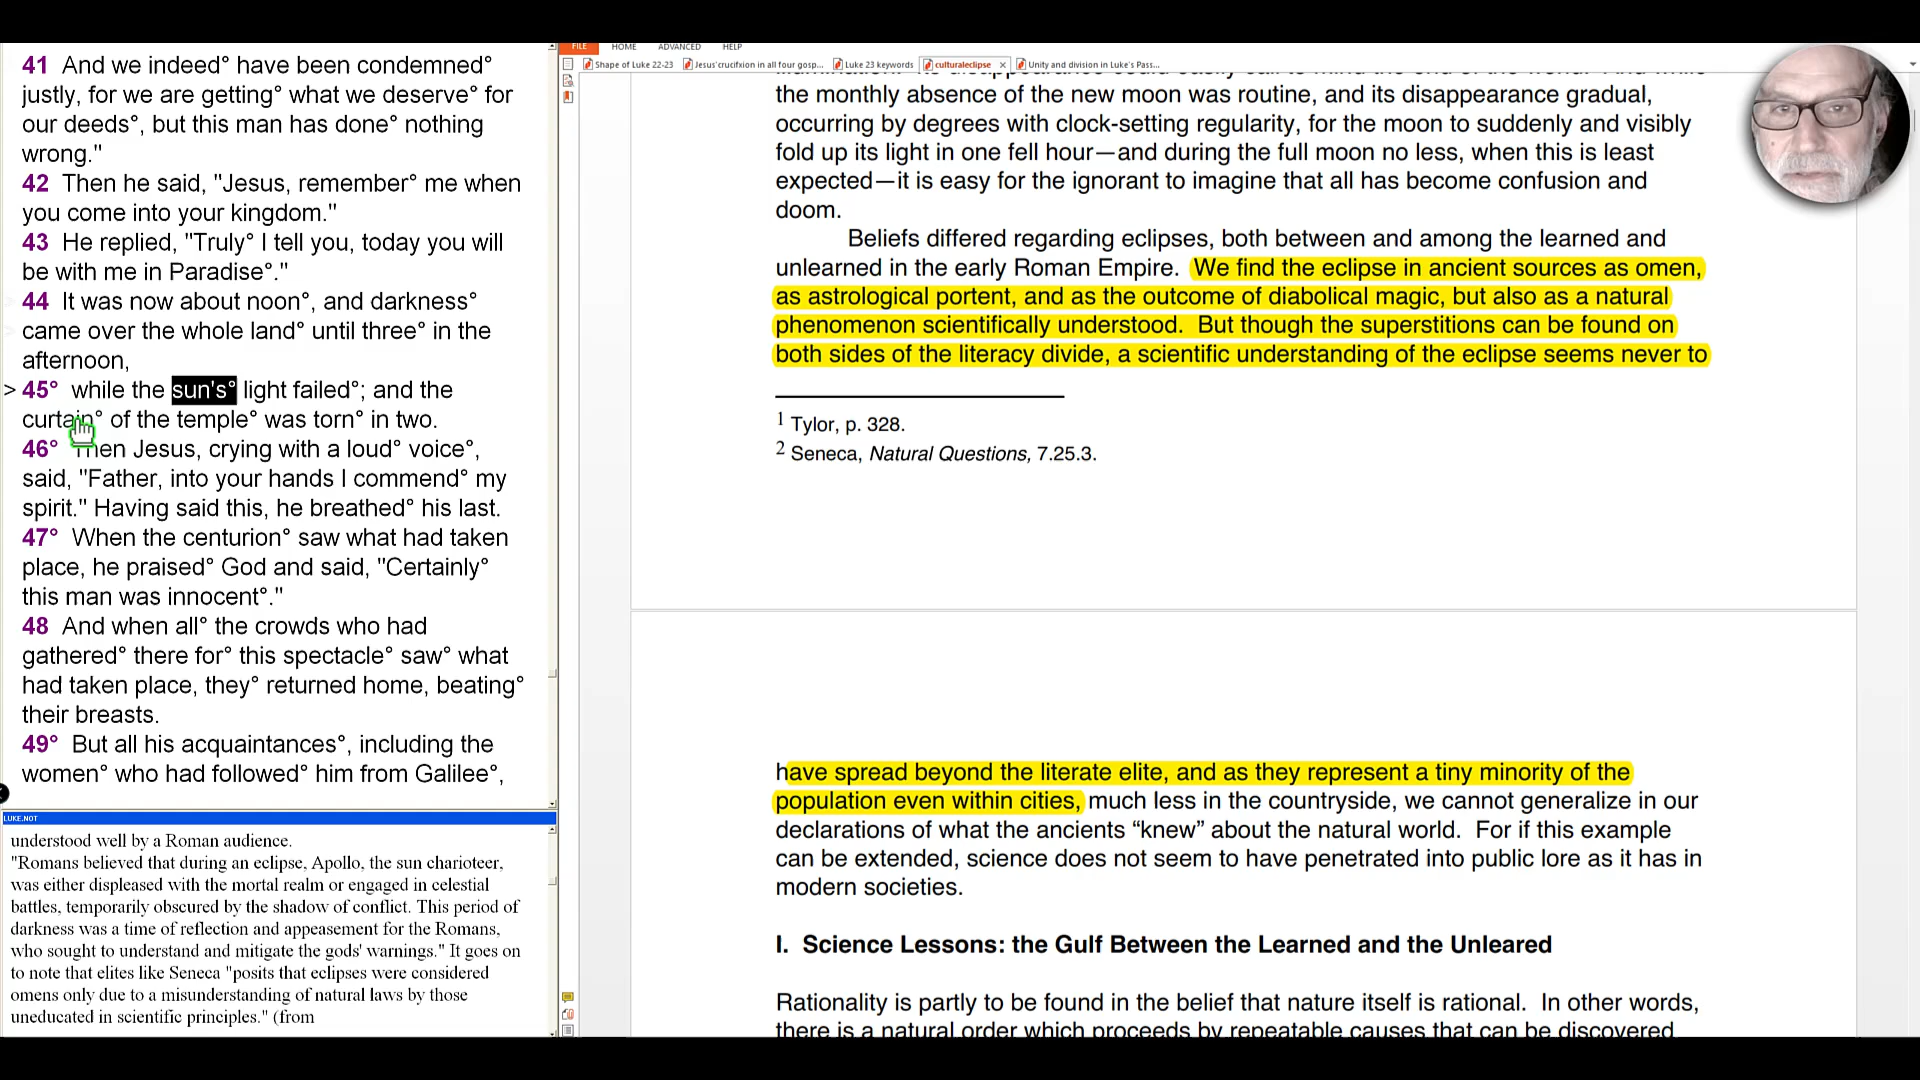 41 And we indeed° have been condemned°
justly, for we are getting° what we deserve° for
our deeds°, but this man has done° nothing
wrong."
42 Then he said, "Jesus, remember° me when
you come into your kingdom."
43 He replied, "Truly° I tell you, today you will
be with me in Paradise°."
44 It was now about noon°, and darkness°
came over the whole land° until three° in the
afternoon,
> 45° while the sun's° light failed°; and the
curtain° of the temple° was torn° in two.
46° Then Jesus, crying with a loud° voice°,
said, "Father, into your hands I commend° my
spirit." Having said this, he breathed° his last.
47° When the centurion° saw what had taken
place, he praised° God and said, "Certainly°
this man was innocent°."
48 And when all° the crowds who had
gathered° there for° this spectacle° saw° what
had taken place, they° returned home, beating°
their breasts.
49° But all his acquaintances°, including the
women° who had followed° him from Galilee°,
LUKE.NOT
understood well by a Roman audience.
"Romans believed that during an eclipse, Apollo, the sun charioteer,
was either displeased with the mortal realm or engaged in celestial
battles, temporarily obscured by the shadow of conflict. This period of
darkness was a time of reflection and appeasement for the Romans,
who sought to understand and mitigate the gods' warnings." It goes on
to note that elites like Seneca "posits that eclipses were considered
omens only due to a misunderstanding of natural laws by those
uneducated in scientific principles." (from
FILE HOME ADVANCED HELP
Shape of Luke 22-23 Jesus'crucifixion in all four gosp... Luke 23 keywords culturaleclipse × Unity and division in Luke's Pass...
the monthly absence of the new moon was routine, and its disappearance gradual,
occurring by degrees with clock-setting regularity, for the moon to suddenly and visibly
fold up its light in one fell hour—and during the full moon no less, when this is least
expected—it is easy for the ignorant to imagine that all has become confusion and
doom.
Beliefs differed regarding eclipses, both between and among the learned and
unlearned in the early Roman Empire. We find the eclipse in ancient sources as omen,
as astrological portent, and as the outcome of diabolical magic, but also as a natural
phenomenon scientifically understood. But though the superstitions can be found on
both sides of the literacy divide, a scientific understanding of the eclipse seems never to
1 Tylor, p. 328.
2 Seneca, Natural Questions, 7.25.3.
have spread beyond the literate elite, and as they represent a tiny minority of the
population even within cities, much less in the countryside, we cannot generalize in our
declarations of what the ancients “knew” about the natural world. For if this example
can be extended, science does not seem to have penetrated into public lore as it has in
modern societies.
I. Science Lessons: the Gulf Between the Learned and the Unleared
Rationality is partly to be found in the belief that nature itself is rational. In other words,
there is a natural order which proceeds by repeatable causes that can be discovered